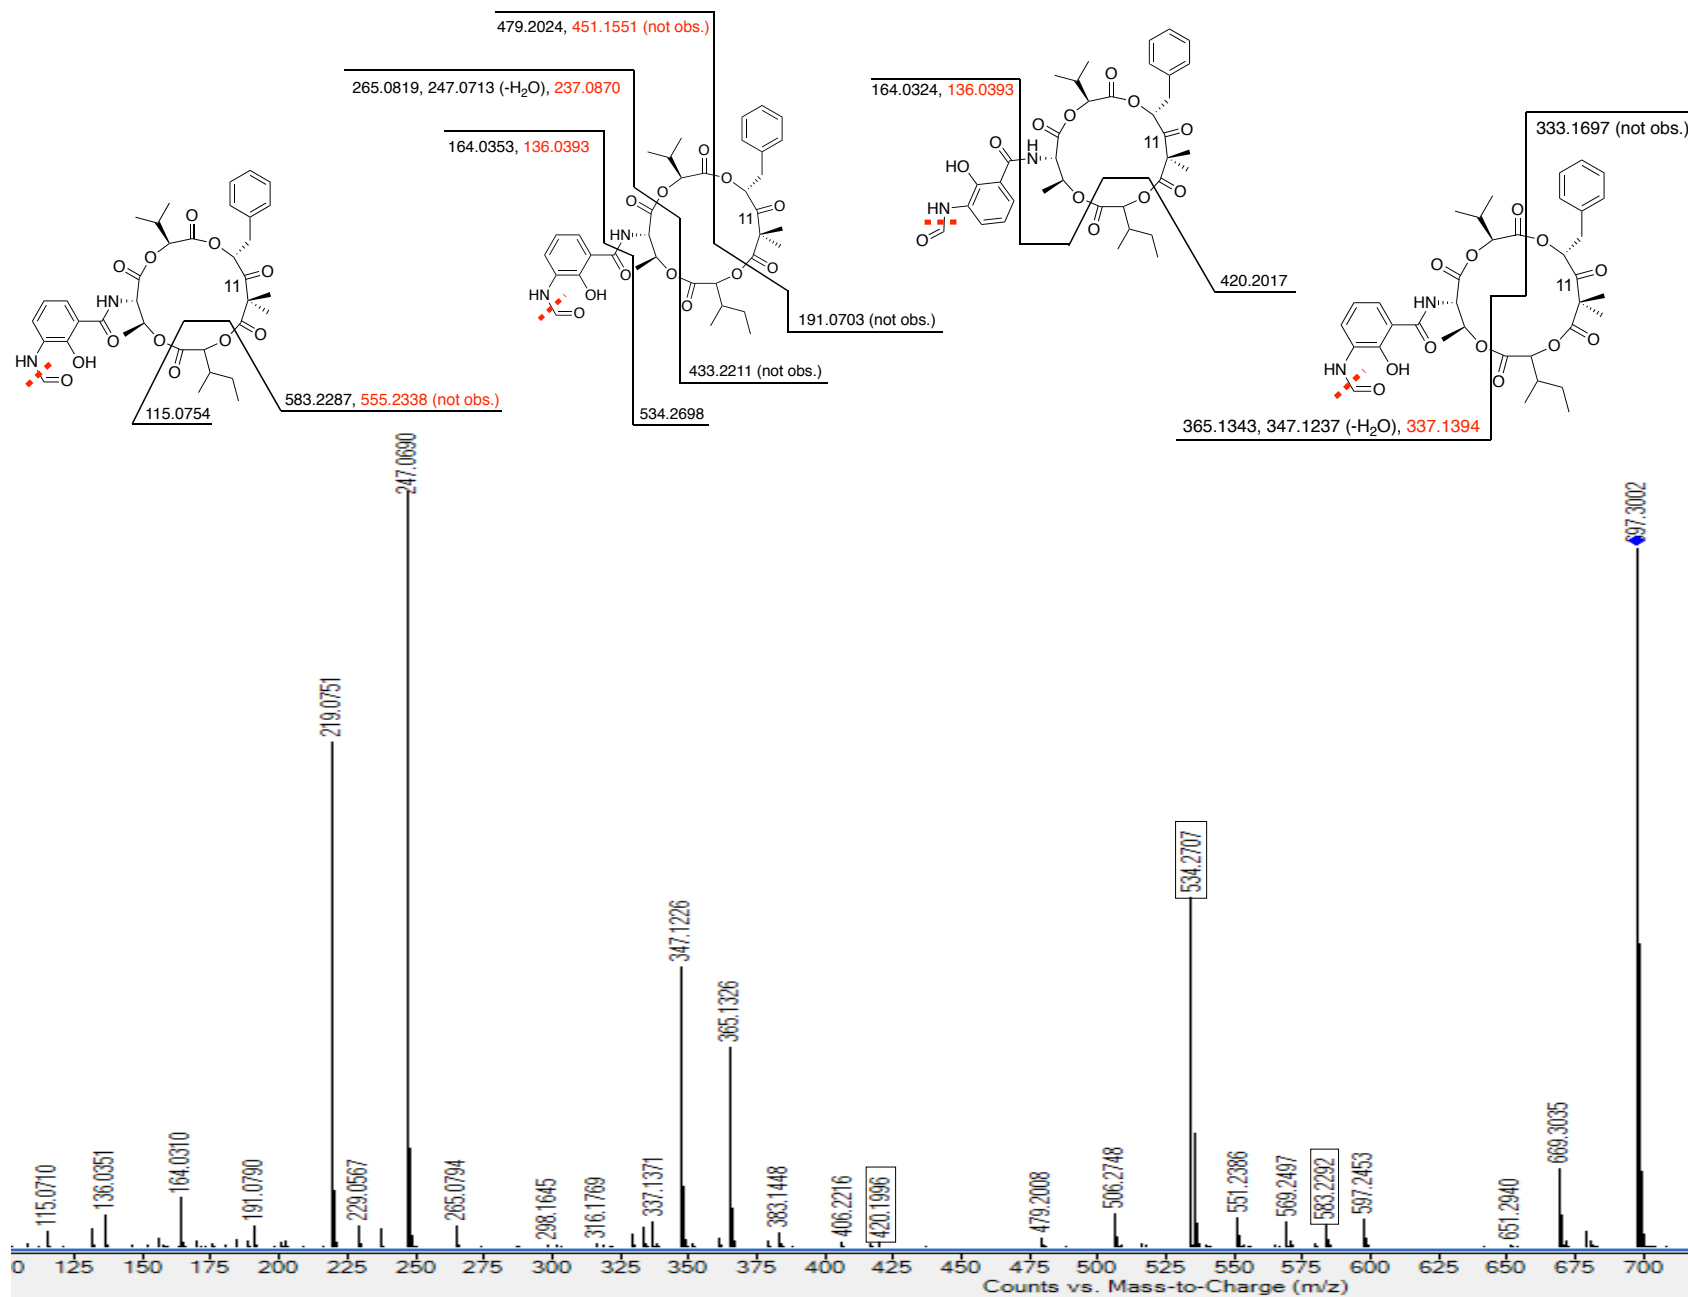 479.2024, 451.1551 (not obs.)
265.0819, 247.0713 (-H2O), 237.0870
164.0353, 136.0393
164.0324, 136.0393
333.1697 (not obs.)
O
O
O
O
O
11
HN
O
O
O
O
HN
OH
O
115.0754
583.2287, 555.2338 (not obs.)
O
O
O
O
O
11
HN
O
O
O
O
O
HN
OH
O
191.0703 (not obs.)
433.2211 (not obs.)
534.2698
O
O
O
O
O
O
11
H
N
HO
O
O
O
O
HN
O
420.2017
O
O
O
O
O
11
HN
O
O
O
O
O
HN
OH
O
365.1343, 347.1237 (-H2O), 337.1394
115.0710
136.0351
164.0310
191.0790
219.0751
229.0567
247.0690
265.0794
298.1645
316.1769
337.1371
347.1226
365.1326
383.1448
406.2216
420.1996
479.2008
506.2748
534.2707
551.2386
569.2497
583.2292
597.2453
651.2940
669.3035
697.3002
0 125 150 175 200 225 250 275 300 325 350 375 400 425 450 475 500 525 550 575 600 625 650 675 700
Counts vs. Mass-to-Charge (m/z)